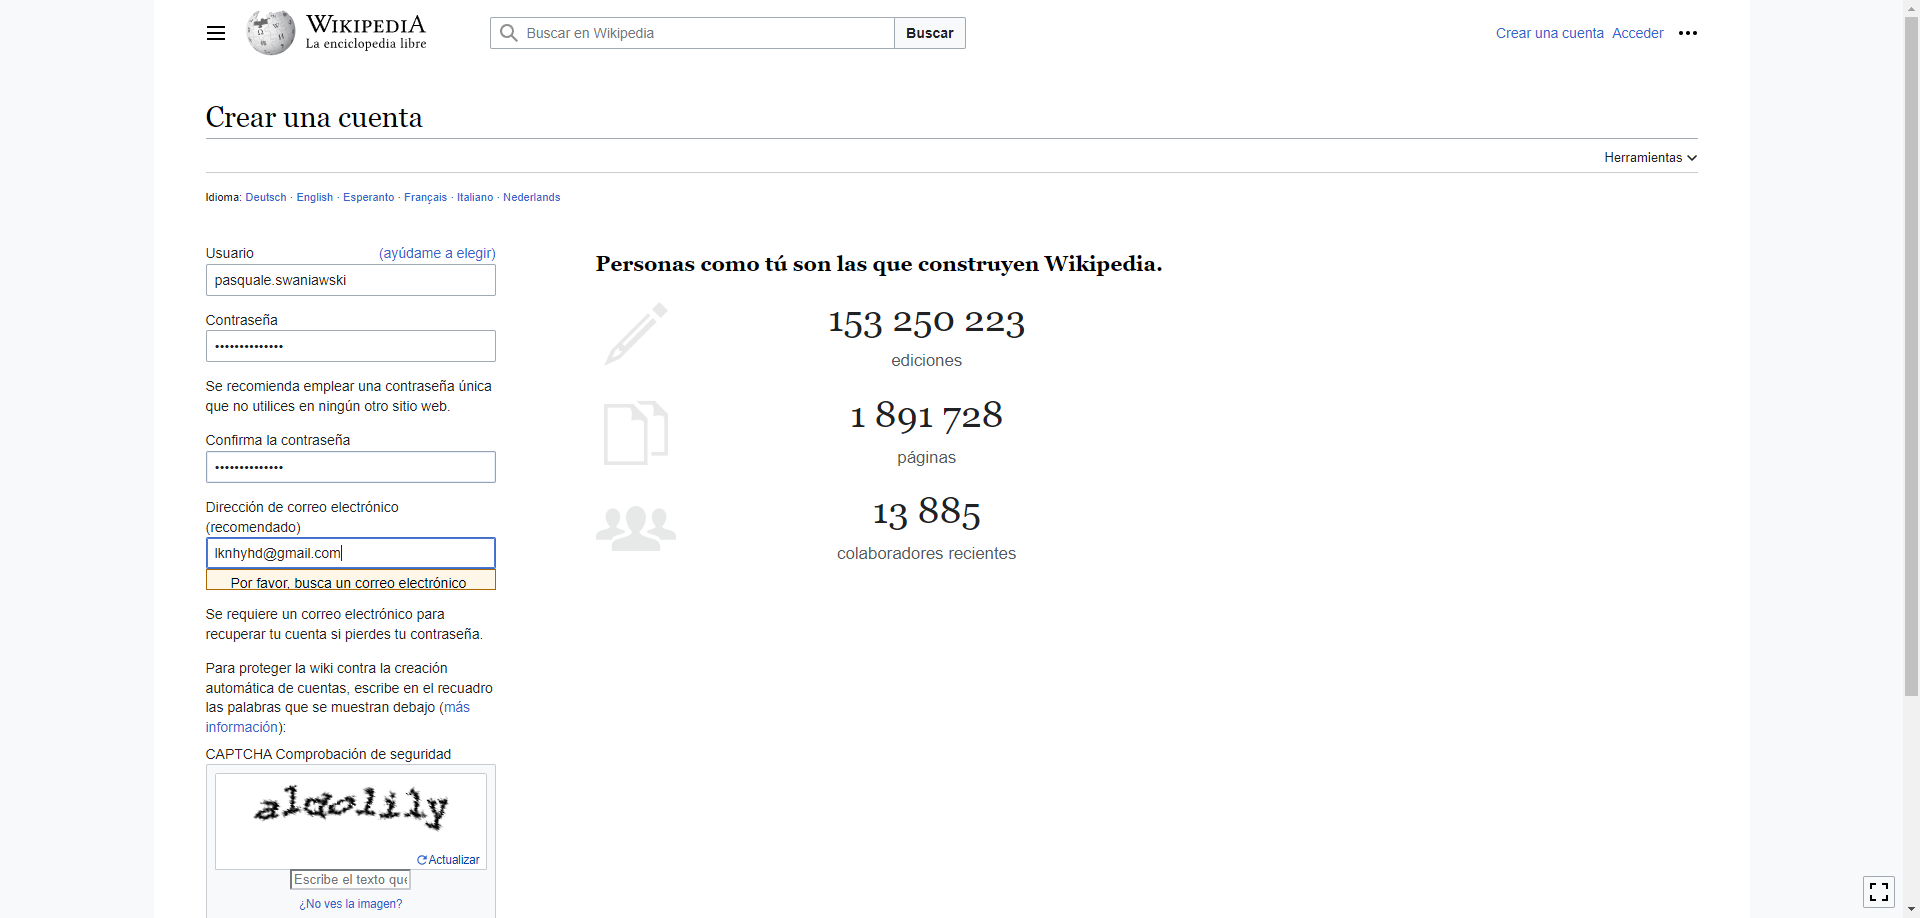 WIKIPEDIA
La enciclopedia libre
Buscar en Wikipedia
Buscar
Crear una cuenta Acceder
Crear una cuenta
Herramientas
Idioma: Deutsch · English · Esperanto · Français · Italiano · Nederlands
Usuario (ayúdame a elegir)
pasquale.swaniawski
Contraseña
••••••••••••••
Se recomienda emplear una contraseña única
que no utilices en ningún otro sitio web.
Confirma la contraseña
••••••••••••••
Dirección de correo electrónico
(recomendado)
lknhyhd@gmail.com
Por favor, busca un correo electrónico
Se requiere un correo electrónico para
recuperar tu cuenta si pierdes tu contraseña.
Para proteger la wiki contra la creación
automática de cuentas, escribe en el recuadro
las palabras que se muestran debajo (más
información):
CAPTCHA Comprobación de seguridad
Actualizar
Escribe el texto que
¿No ves la imagen?
Personas como tú son las que construyen Wikipedia.
153 250 223
ediciones
1 891 728
páginas
13 885
colaboradores recientes